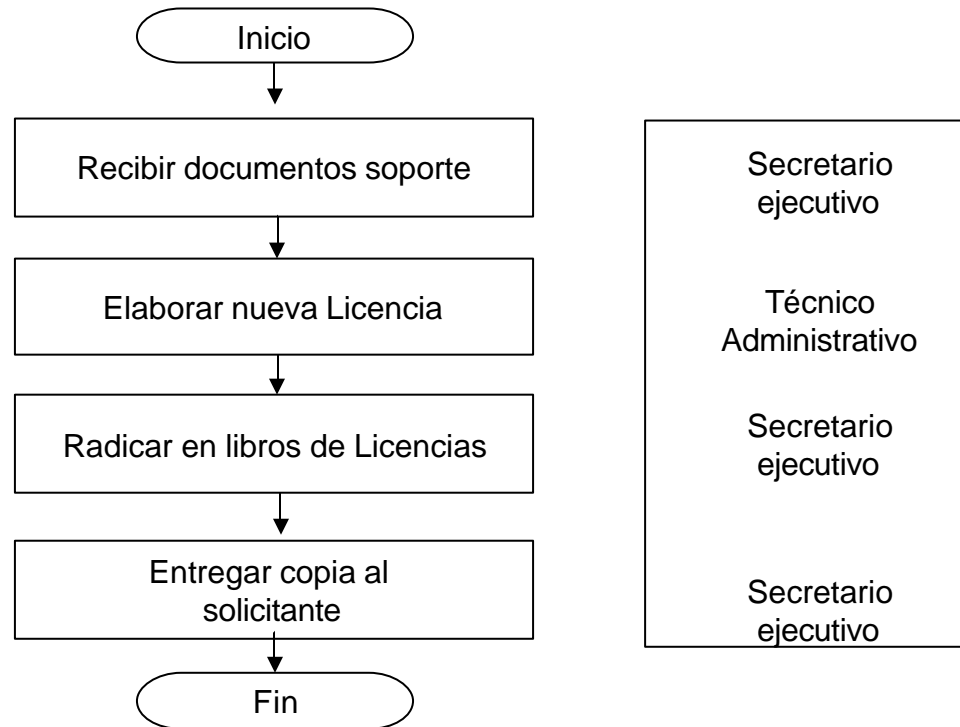 Inicio
Recibir documentos soporte
Secretario
ejecutivo
Elaborar nueva Licencia
Técnico
Administrativo
Radicar en libros de Licencias
Secretario
ejecutivo
Entregar copia al
solicitante
Secretario
ejecutivo
Fin